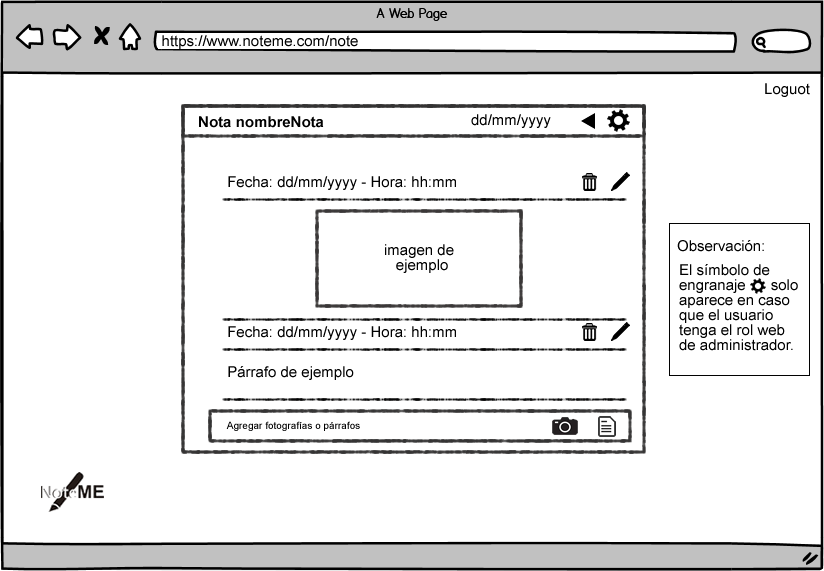 A Web Page
https://www.noteme.com/note
Loguot
Nota nombreNota
dd/mm/yyyy
Fecha: dd/mm/yyyy - Hora: hh:mm
imagen de
ejemplo
Fecha: dd/mm/yyyy - Hora: hh:mm
Párrafo de ejemplo
Agregar fotografías o párrafos
Observación:
El símbolo de
engranaje solo
aparece en caso
que el usuario
tenga el rol web
de administrador.
NoteME